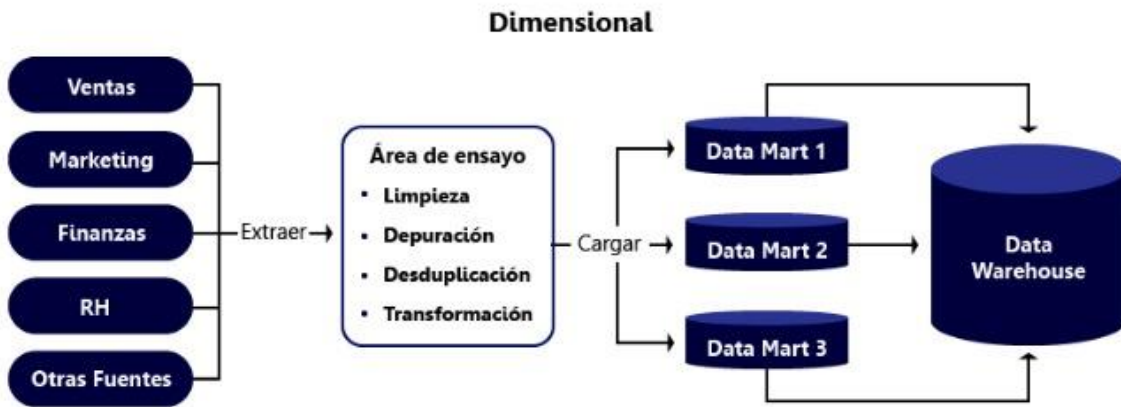 Dimensional
Ventas
Marketing
Finanzas
RH
Otras Fuentes
Extraer
Área de ensayo
▪ Limpieza
▪ Depuración
▪ Desduplicación
▪ Transformación
Cargar
Data Mart 1
Data Mart 2
Data Mart 3
Data
Warehouse